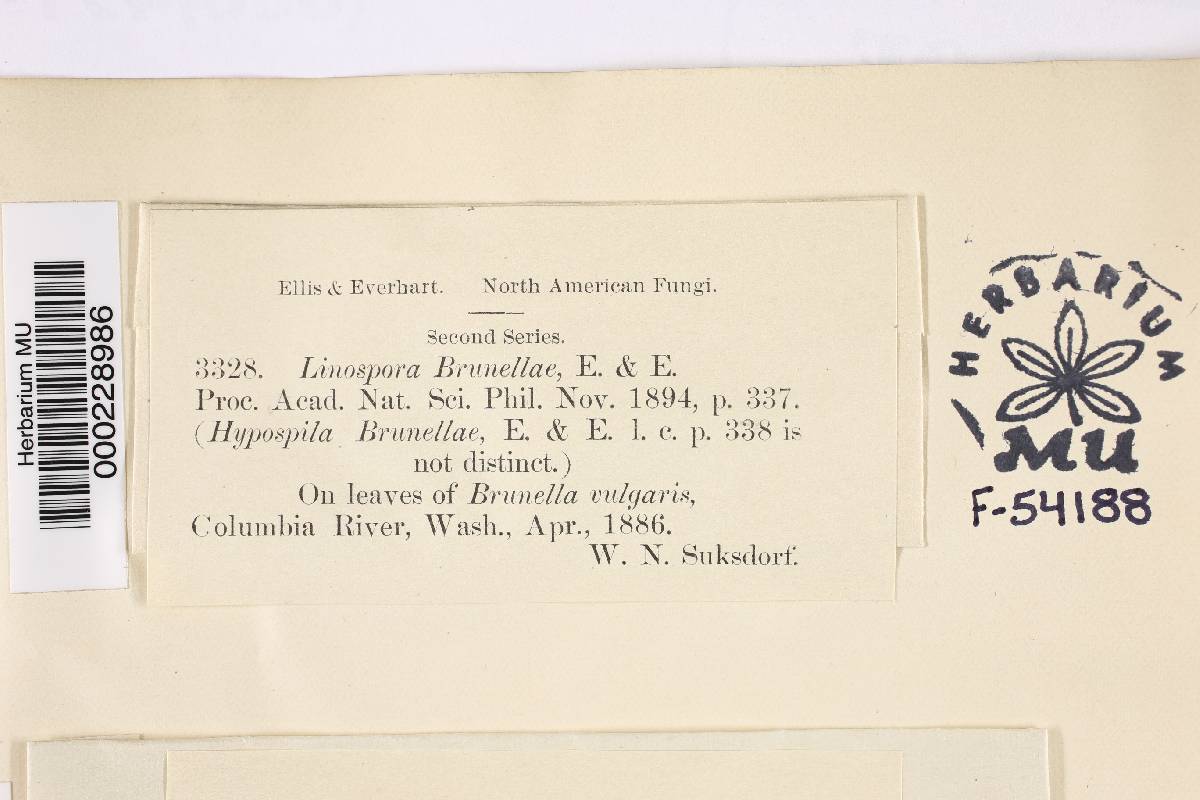 Ellis & Everhart. North American Fungi.
Second Series.
3328. Linospora Brunellae, E. & E.
Proc. Acad. Nat. Sci. Phil. Nov. 1894, p. 337.
(Hypospila Brunellae, E. & E. l. c. p. 338 is
not distinct.)
On leaves of Brunella vulgaris,
Columbia River, Wash., Apr., 1886.
W. N. Suksdorf.
Herbarium MU
000228986
HERBARIUM
MU
F-54188